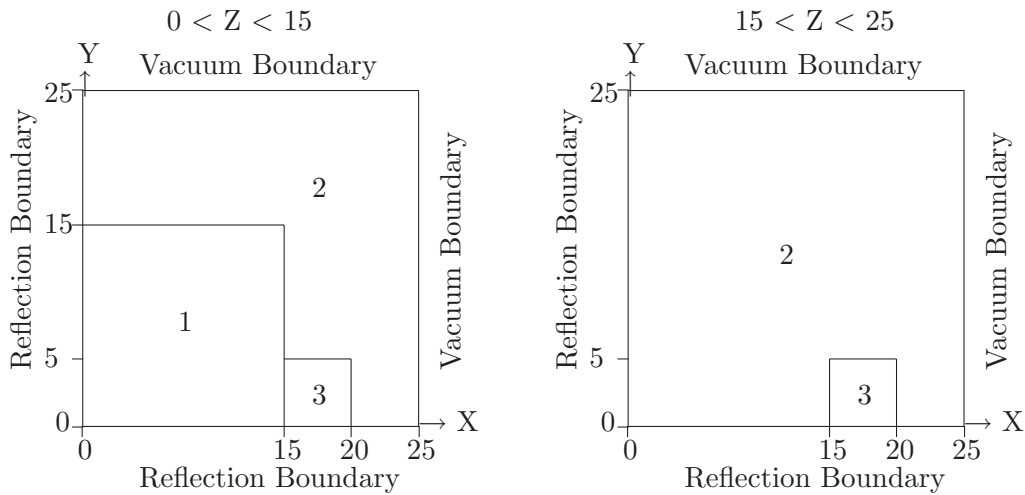 0 < Z < 15
Y
Vacuum Boundary
25
Reflection Boundary
2
Vacuum Boundary
15
1
5
3
0
X
0 15 20 25
Reflection Boundary
15 < Z < 25
Y
Vacuum Boundary
25
Reflection Boundary
2
Vacuum Boundary
5
3
0
X
0 15 20 25
Reflection Boundary